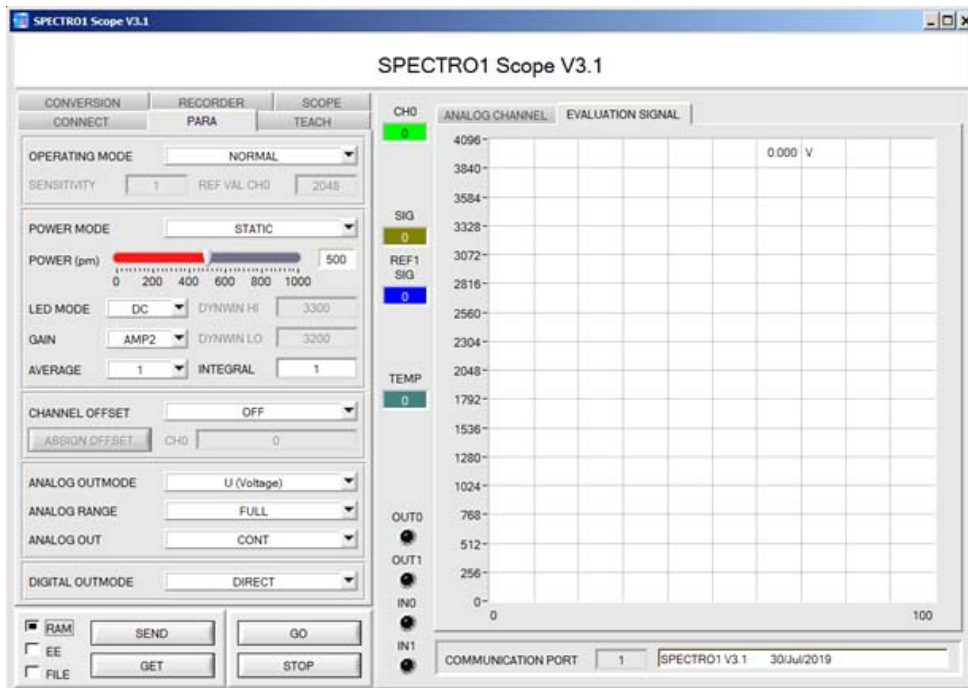 SPECTRO1 Scope V3.1
SPECTRO1 Scope V3.1
CONVERSION RECORDER SCOPE
CONNECT PARA TEACH
OPERATING MODE NORMAL
SENSITIVITY 1 REF VAL CH0 2048
POWER MODE STATIC
POWER (pm) 500
0 200 400 600 800 1000
LED MODE DC DYNWIN HI 3300
GAIN AMP2 DYNWIN LO 3200
AVERAGE 1 INTEGRAL 1
CHANNEL OFFSET OFF
ASSIGN OFFSET CH0 0
ANALOG OUTMODE U (Voltage)
ANALOG RANGE FULL
ANALOG OUT CONT
DIGITAL OUTMODE DIRECT
RAM
EE
FILE
SEND GO
GET STOP
CH0
0
SIG
0
REF1
SIG
0
TEMP
0
OUT0
OUT1
IN0
IN1
ANALOG CHANNEL EVALUATION SIGNAL
0.000 V
4096
3840
3584
3328
3072
2816
2560
2304
2048
1792
1536
1280
1024
768
512
256
0
0 100
COMMUNICATION PORT 1 SPECTRO1 V3.1 30/Jul/2019